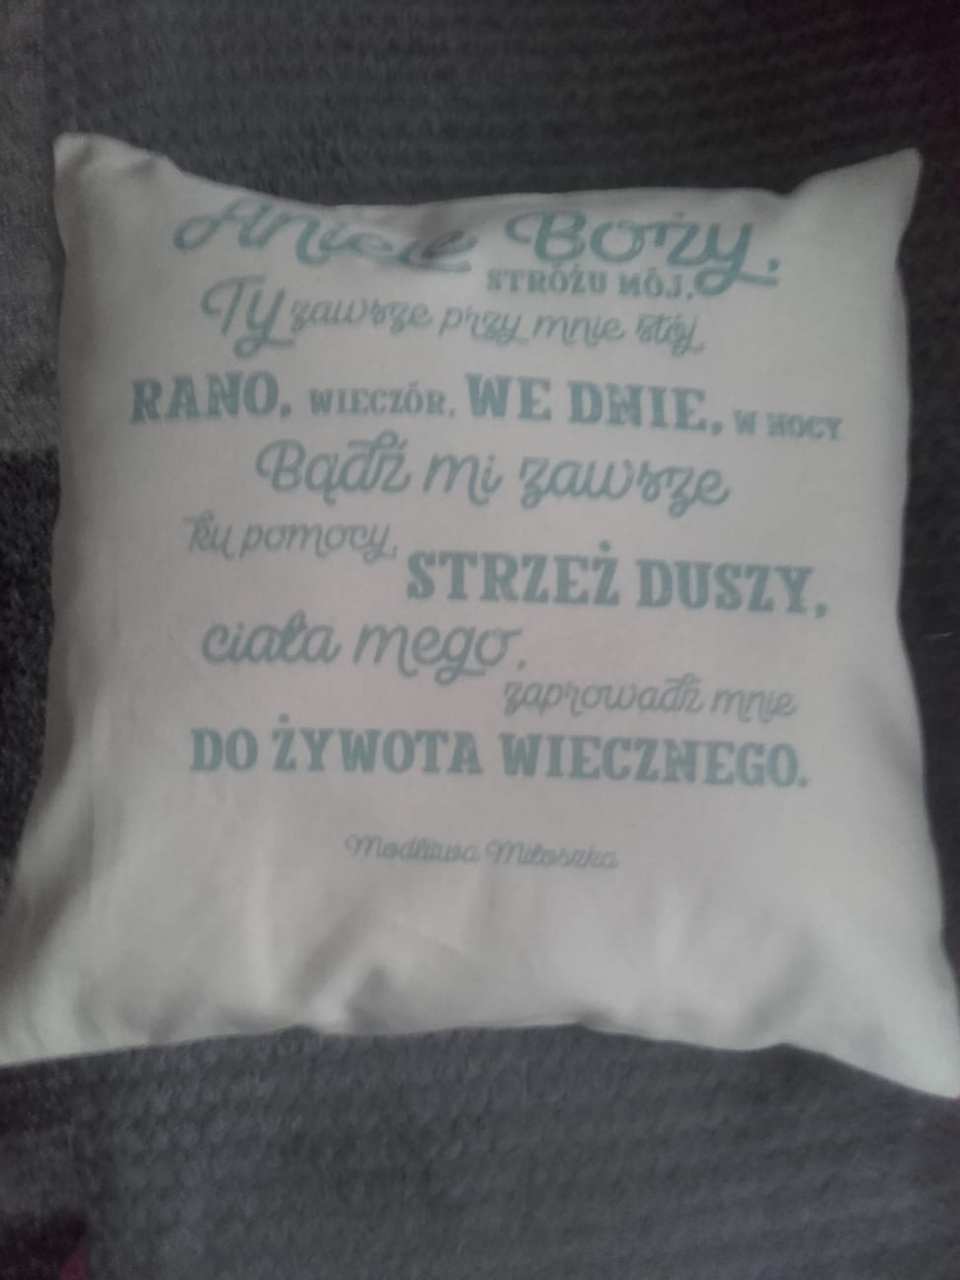 Aniele Boży,
STRÓŻU MÓJ,
Ty zawsze przy mnie stój
RANO, WIECZÓR, WE DNIE, W NOCY
Bądź mi zawsze
ku pomocy,
STRZEŻ DUSZY,
ciała mego,
zaprowadź mnie
DO ŻYWOTA WIECZNEGO.
Modlitwa Miłoszka